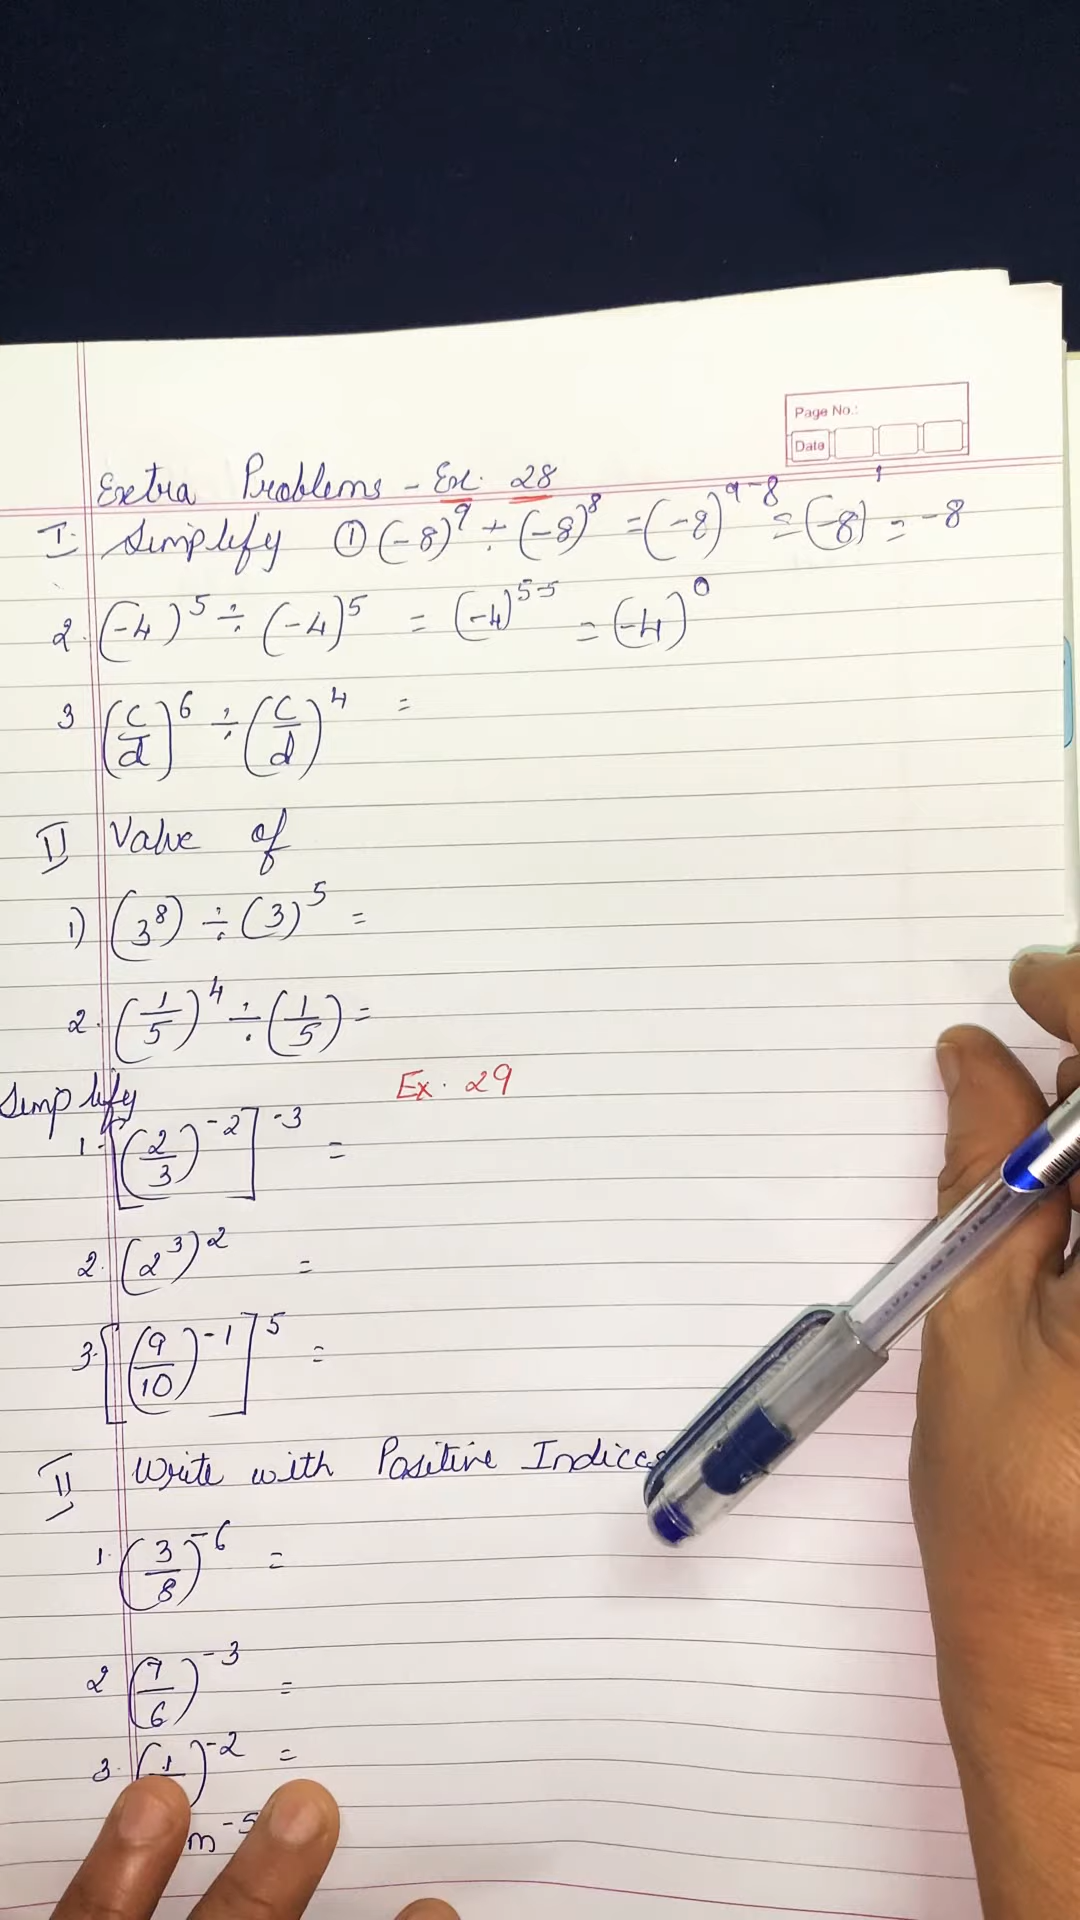 Page No.:
Date
Extra Problems - Ex. 28
I. Simplify ① (-8)^9 ÷ (-8)^8 = (-8)^{9-8} = (-8)^1 = -8
2. (-4)^5 ÷ (-4)^5 = (-4)^{5-5} = (-4)^0
3 (c/d)^6 ÷ (c/d)^4 =
II Value of
1) (3^8) ÷ (3)^5 =
2. (1/5)^4 ÷ (1/5) =
Ex. 29
Simplify
1. [(2/3)^{-2}]^{-3} =
2. (2^3)^2 =
3. [(9/10)^{-1}]^5 =
II Write with Positive Indices
1. (3/8)^{-6} =
2 (7/6)^{-3} =
3. (1/ )^{-2} =
m^{-5}